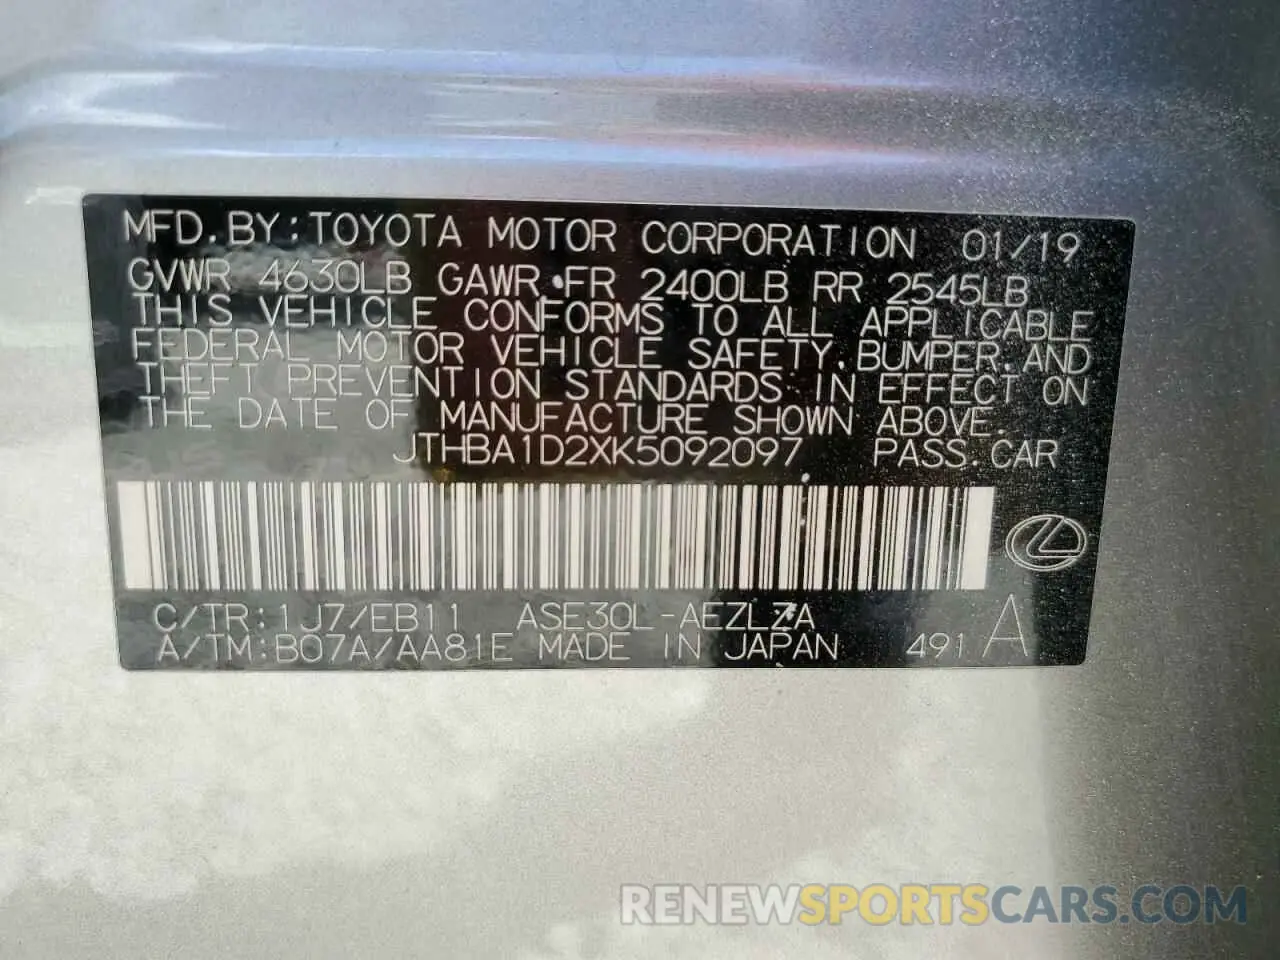 MFD.BY:TOYOTA MOTOR CORPORATION 01/19
GVWR 4630LB GAWR FR 2400LB RR 2545LB
THIS VEHICLE CONFORMS TO ALL APPLICABLE
FEDERAL MOTOR VEHICLE SAFETY,BUMPER,AND
THEFT PREVENTION STANDARDS IN EFFECT ON
THE DATE OF MANUFACTURE SHOWN ABOVE.
JTHBA1D2XK5092097 PASS.CAR
C/TR:1J7/EB11 ASE30L-AEZLZA
A/TM:B07A/AA81E MADE IN JAPAN 491 A
RENEWSPORTSCARS.COM